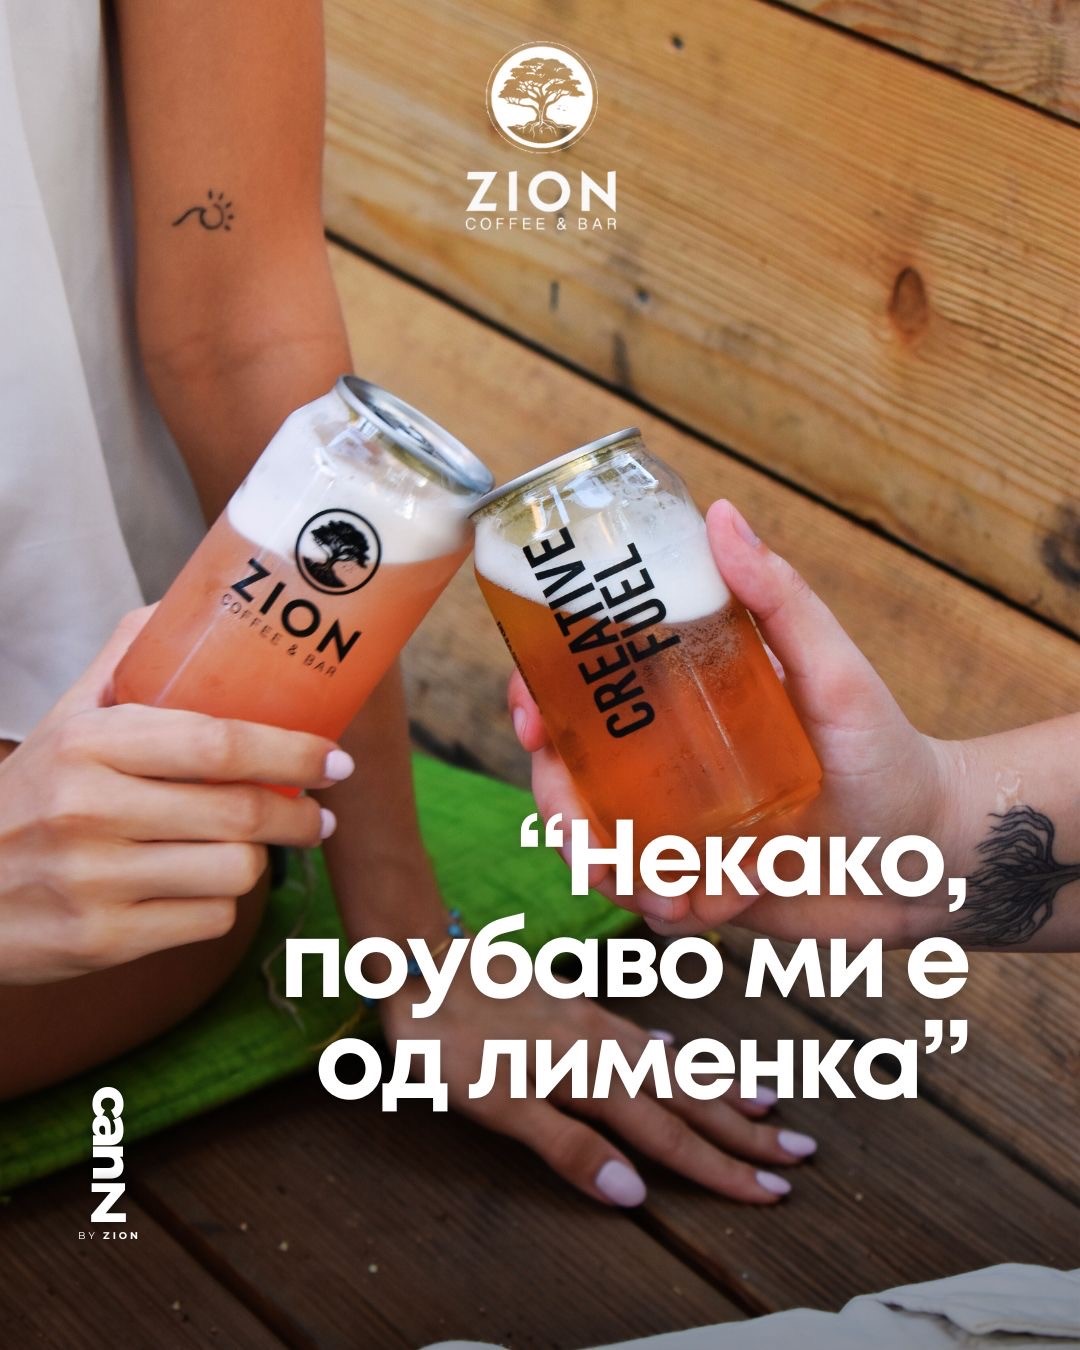 ZION
COFFEE & BAR
ZION
COFFEE & BAR
CREATIVE
FUEL
“Некако,
поубаво ми е
од лименка”
canN
BY ZION